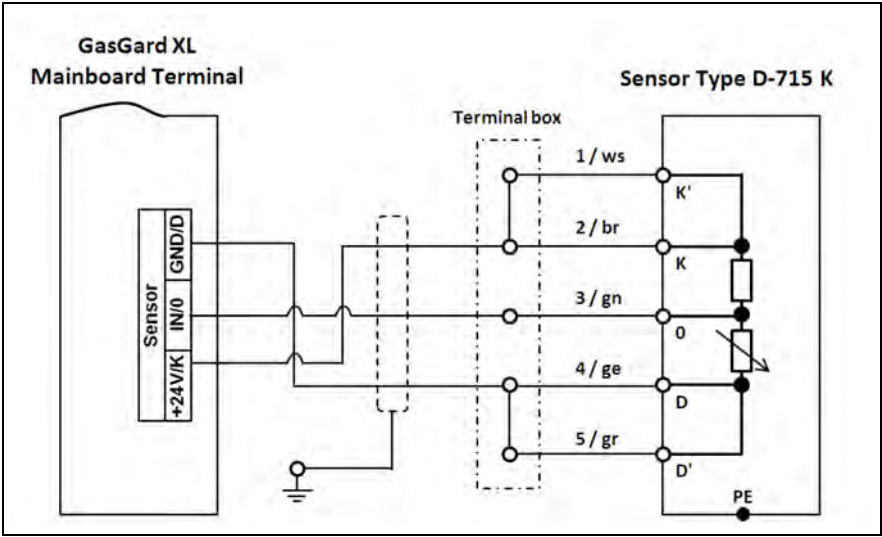 GasGard XL
Mainboard Terminal
Sensor Type D-715 K
Terminal box
Sensor
GND/D
IN/0
+24V/K
1 / ws
2 / br
3 / gn
4 / ge
5 / gr
K'
K
0
D
D'
PE